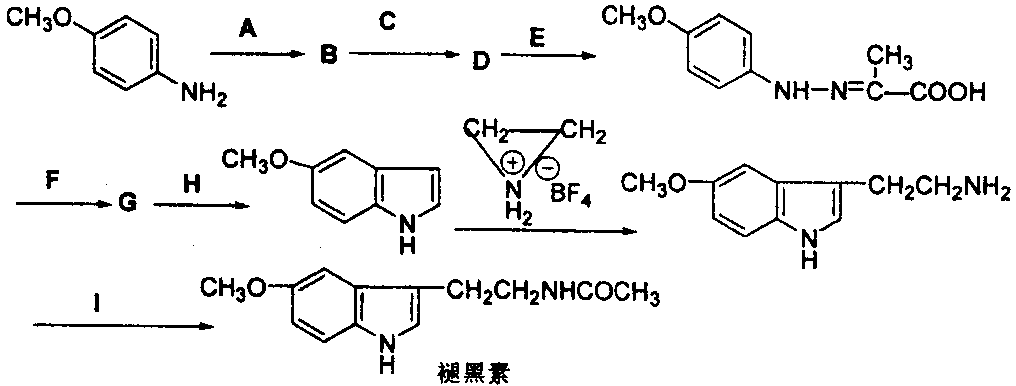 CH₃O A C E CH₃O
B D CH₃
NH₂ NH—N=C—COOH
F H CH₂ CH₂
G CH₃O ⊕ ⊖ CH₃O CH₂CH₂NH₂
N H₂ BF₄
N H N H
I CH₃O CH₂CH₂NHCOCH₃
N H
褪黑素